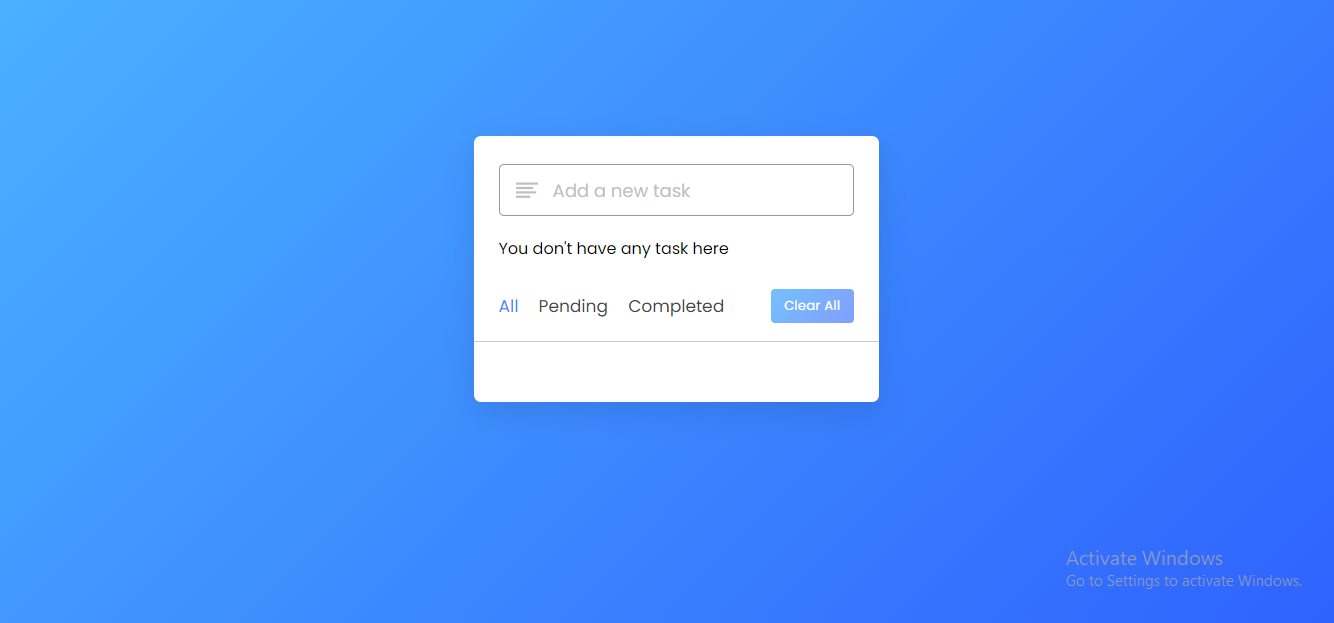 Add a new task
You don't have any task here
All Pending Completed Clear All
Activate Windows
Go to Settings to activate Windows.